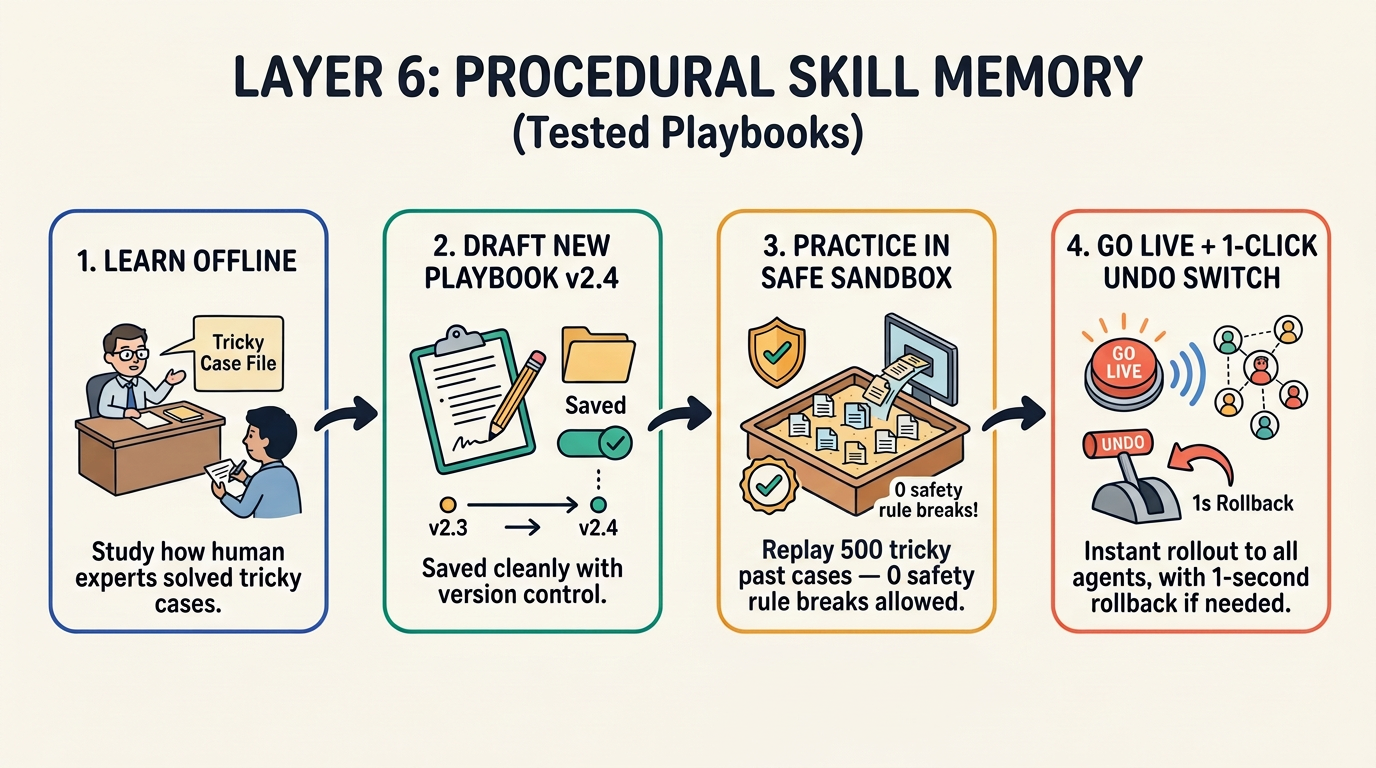 LAYER 6: PROCEDURAL SKILL MEMORY
(Tested Playbooks)
1. LEARN OFFLINE
Tricky
Case File
Study how human
experts solved tricky
cases.
2. DRAFT NEW
PLAYBOOK v2.4
Saved
v2.3
v2.4
Saved cleanly with
version control.
3. PRACTICE IN
SAFE SANDBOX
0 safety
rule breaks!
Replay 500 tricky
past cases — 0 safety
rule breaks allowed.
4. GO LIVE + 1-CLICK
UNDO SWITCH
GO
LIVE
UNDO
1s Rollback
Instant rollout to all
agents, with 1-second
rollback if needed.